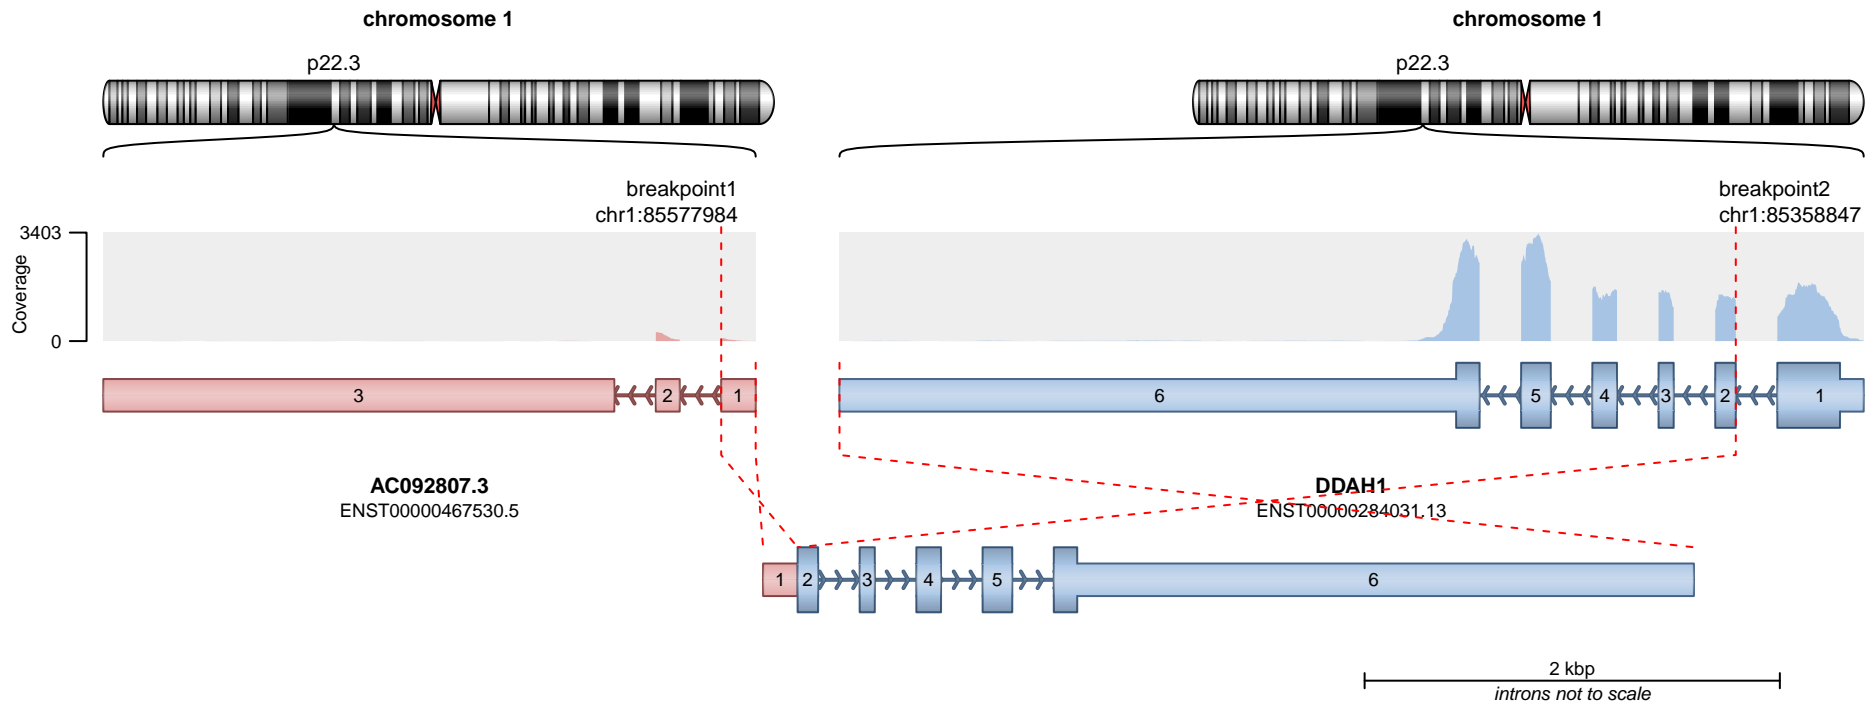 chromosome 1
chromosome 1
p22.3
p22.3
breakpoint1
chr1:85577984
breakpoint2
chr1:85358847
3403
0
Coverage
3
2
1
6
5
4
3
2
1
AC092807.3
ENST00000467530.5
DDAH1
ENST00000284031.13
1
2
3
4
5
6
2 kbp
introns not to scale